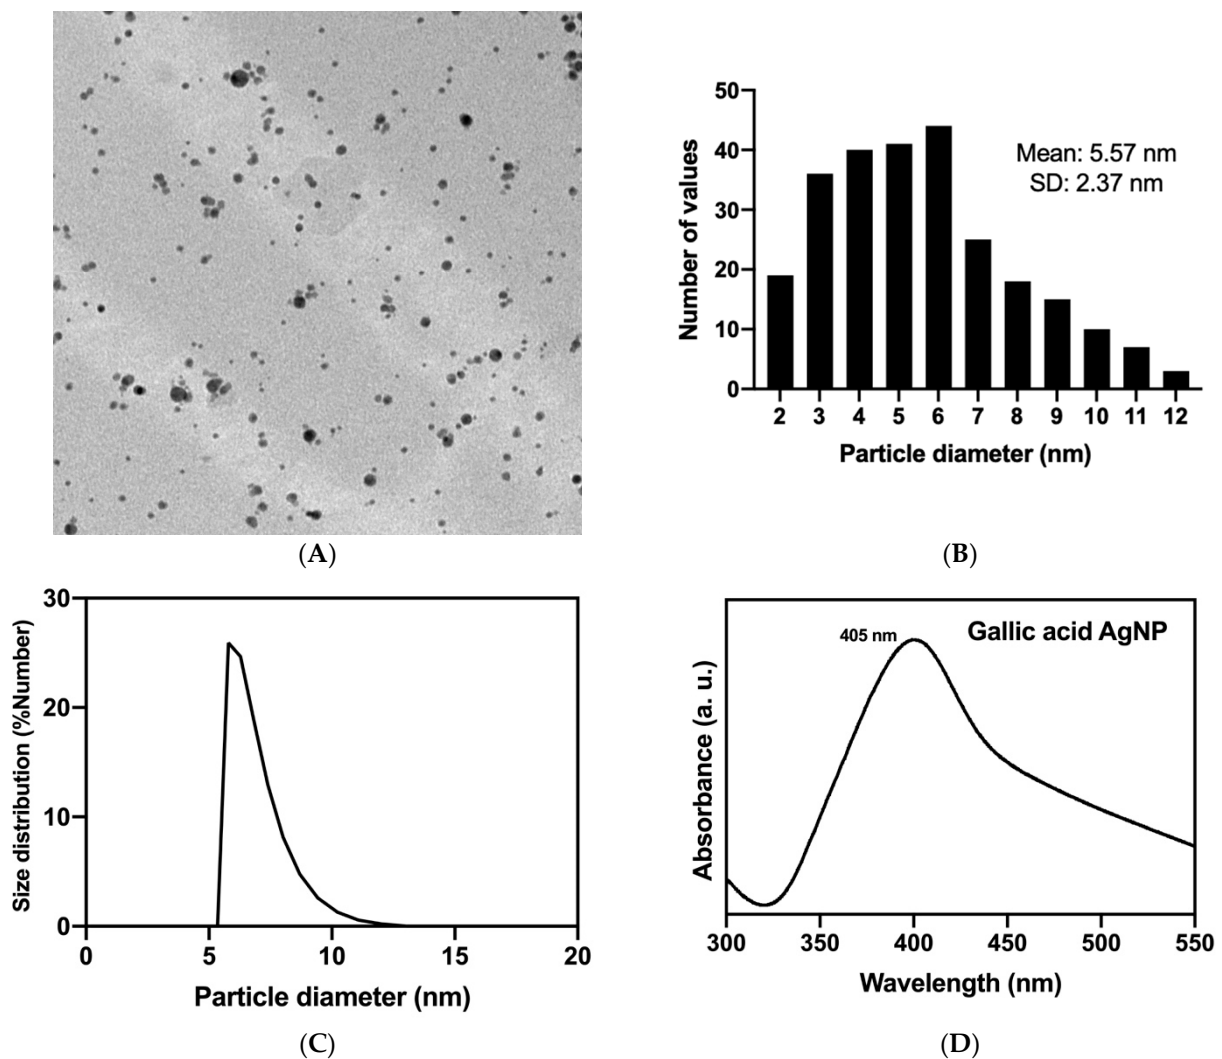 50
40
30
20
10
0
Number of values
Mean: 5.57 nm
SD: 2.37 nm
2 3 4 5 6 7 8 9 10 11 12
Particle diameter (nm)
(A)
(B)
30
20
10
0
Size distribution (%Number)
0 5 10 15 20
Particle diameter (nm)
405 nm
Gallic acid AgNP
Absorbance (a. u.)
300 350 400 450 500 550
Wavelength (nm)
(C)
(D)